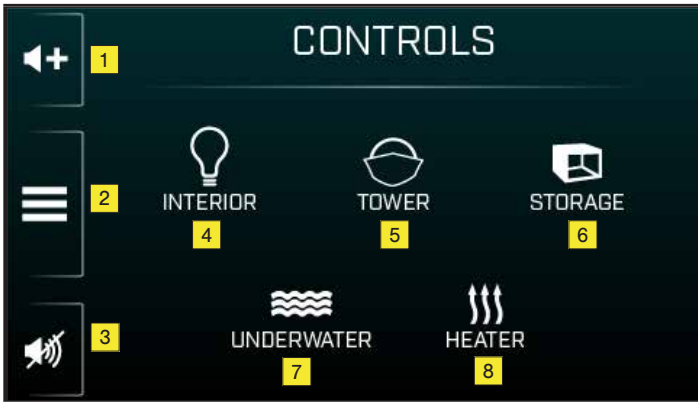 CONTROLS
1
2
INTERIOR TOWER STORAGE
4 5 6
3
UNDERWATER HEATER
7 8